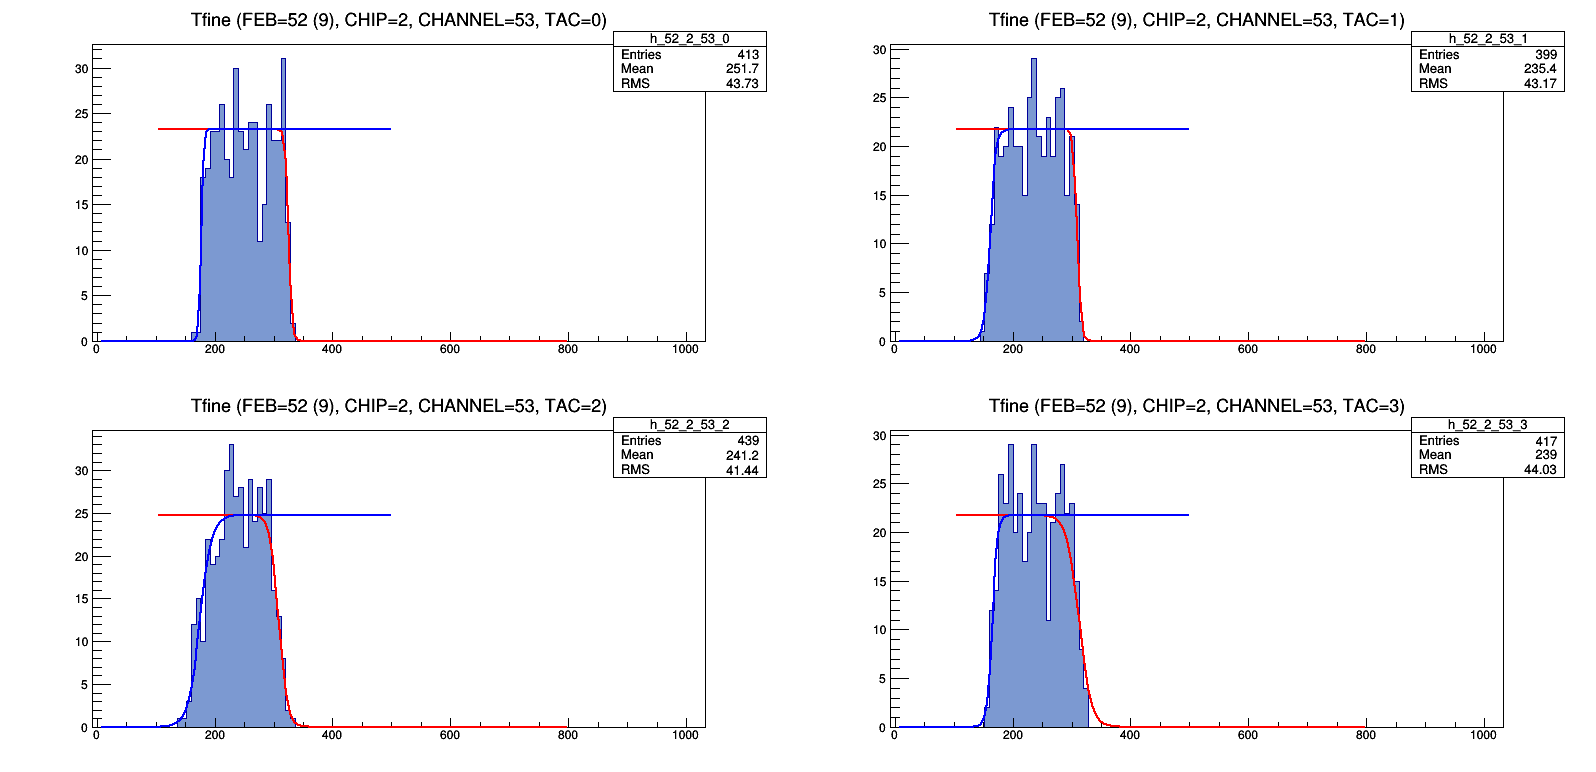 Tfine (FEB=52 (9), CHIP=2, CHANNEL=53, TAC=0)
h_52_2_53_0
Entries 413
Mean 251.7
RMS 43.73
30
25
20
15
10
5
0
0 200 400 600 800 1000
Tfine (FEB=52 (9), CHIP=2, CHANNEL=53, TAC=1)
h_52_2_53_1
Entries 399
Mean 235.4
RMS 43.17
30
25
20
15
10
5
0
0 200 400 600 800 1000
Tfine (FEB=52 (9), CHIP=2, CHANNEL=53, TAC=2)
h_52_2_53_2
Entries 439
Mean 241.2
RMS 41.44
30
25
20
15
10
5
0
0 200 400 600 800 1000
Tfine (FEB=52 (9), CHIP=2, CHANNEL=53, TAC=3)
h_52_2_53_3
Entries 417
Mean 239
RMS 44.03
30
25
20
15
10
5
0
0 200 400 600 800 1000